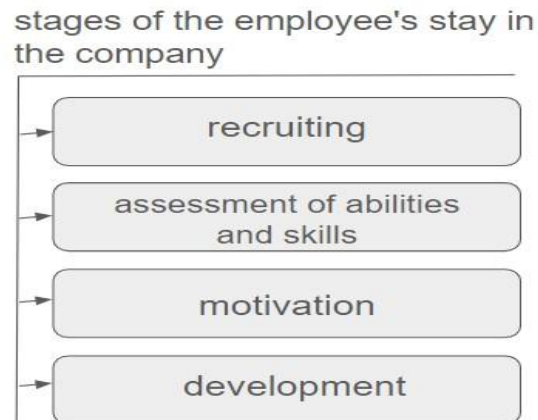 stages of the employee's stay in
the company
recruiting
assessment of abilities
and skills
motivation
development